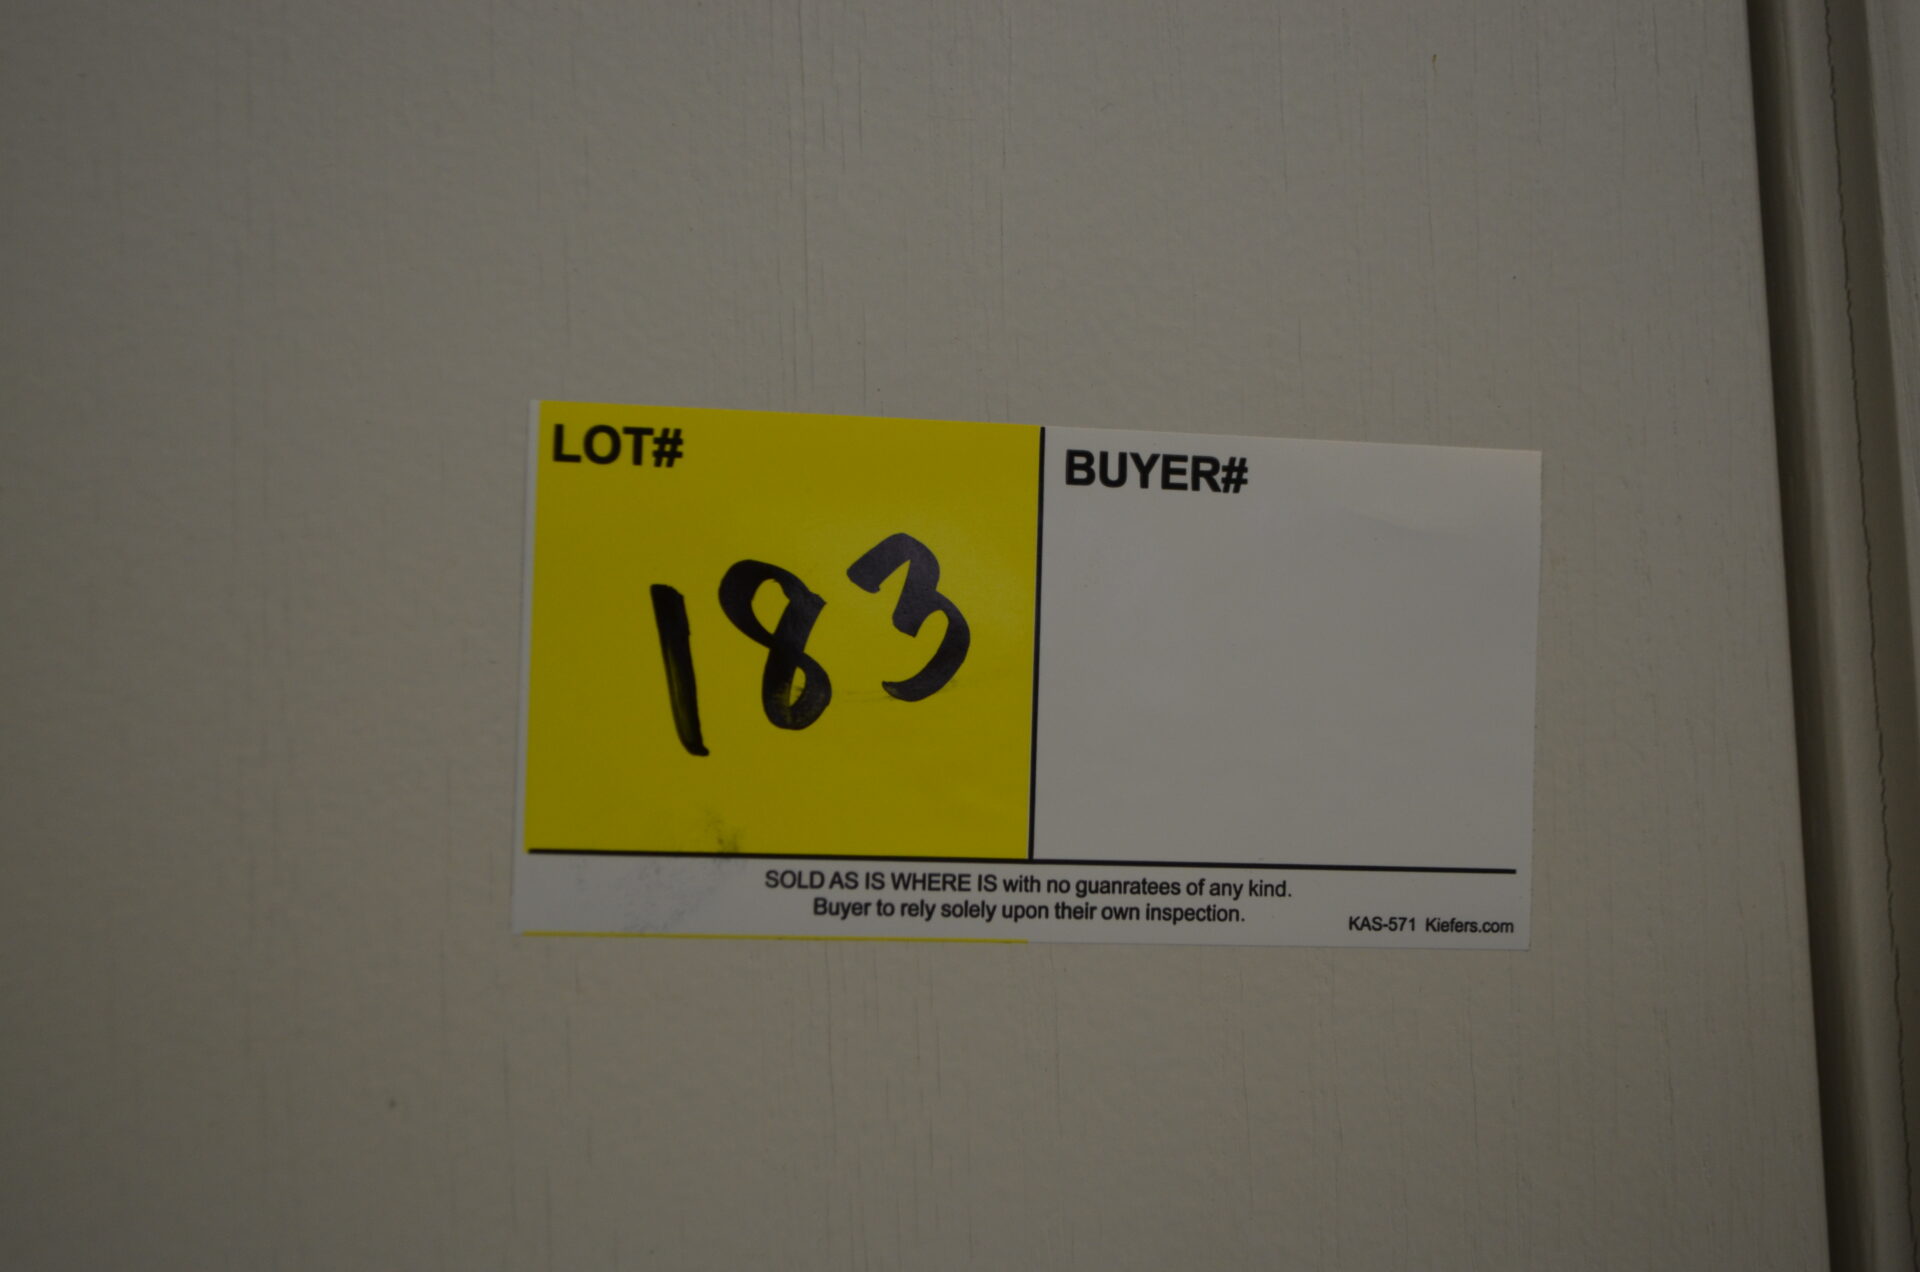 LOT#
BUYER#
183
SOLD AS IS WHERE IS with no guanratees of any kind.
Buyer to rely solely upon their own inspection.
KAS-571 Kiefers.com